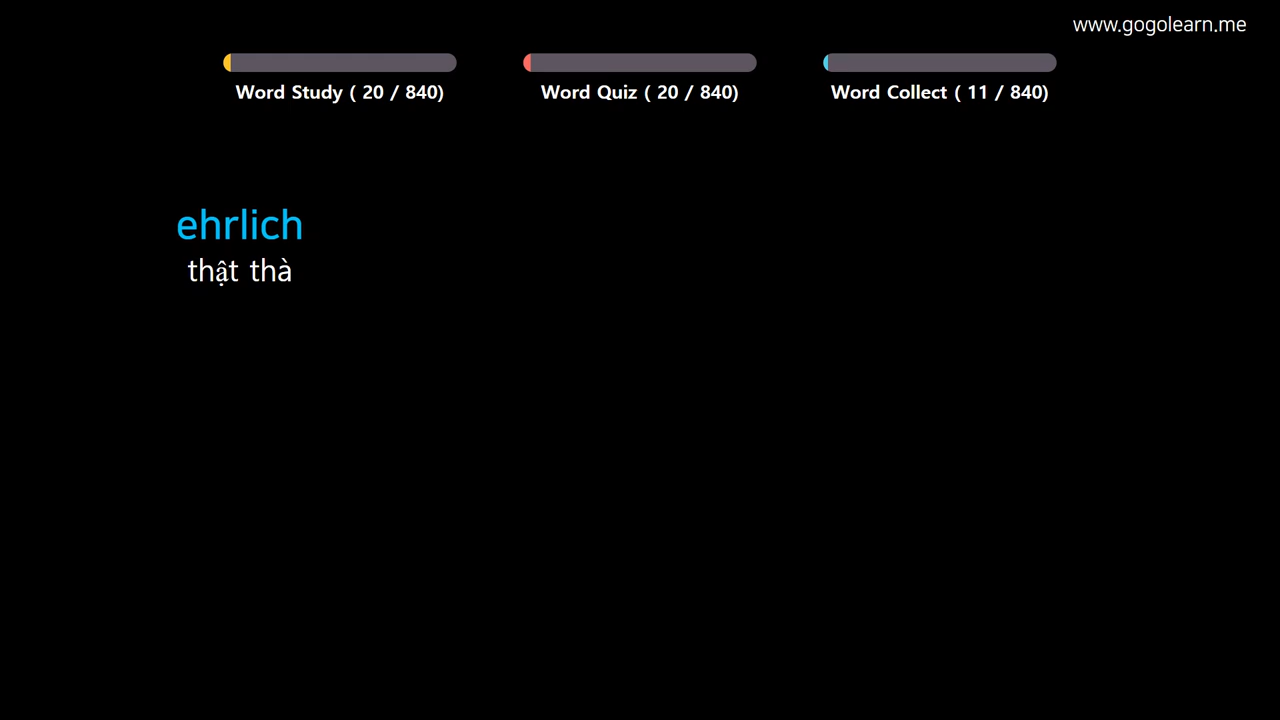 www.gogolearn.me
Word Study ( 20 / 840)
Word Quiz ( 20 / 840)
Word Collect ( 11 / 840)
ehrlich
thật thà